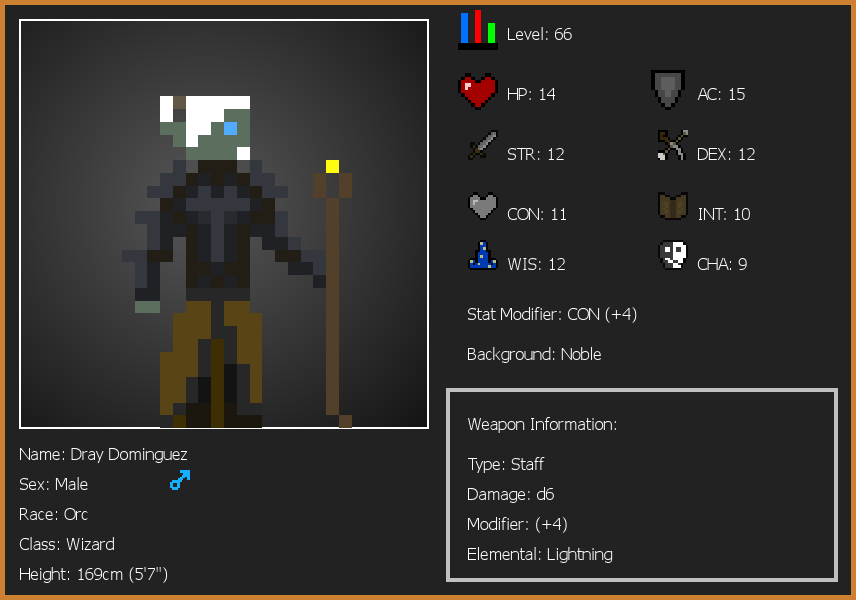 Level: 66
HP: 14
AC: 15
STR: 12
DEX: 12
CON: 11
INT: 10
WIS: 12
CHA: 9
Stat Modifier: CON (+4)
Background: Noble
Weapon Information:
Type: Staff
Damage: d6
Modifier: (+4)
Elemental: Lightning
Name: Dray Dominguez
Sex: Male
Race: Orc
Class: Wizard
Height: 169cm (5'7")